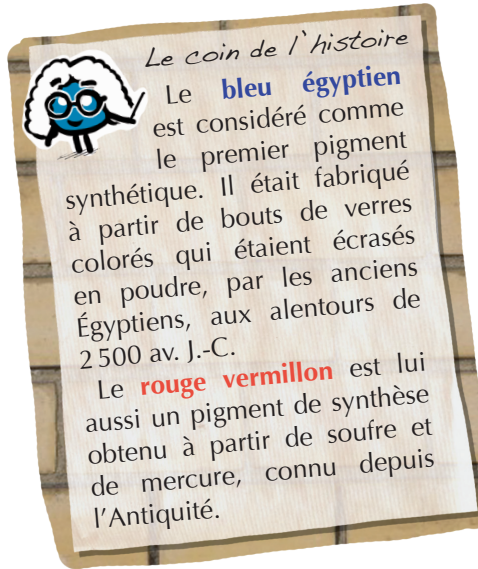 Le coin de l'histoire
Le bleu égyptien
est considéré comme
le premier pigment
synthétique. Il était fabriqué
à partir de bouts de verres
colorés qui étaient écrasés
en poudre, par les anciens
Égyptiens, aux alentours de
2 500 av. J.-C.
Le rouge vermillon est lui
aussi un pigment de synthèse
obtenu à partir de soufre et
de mercure, connu depuis
l'Antiquité.